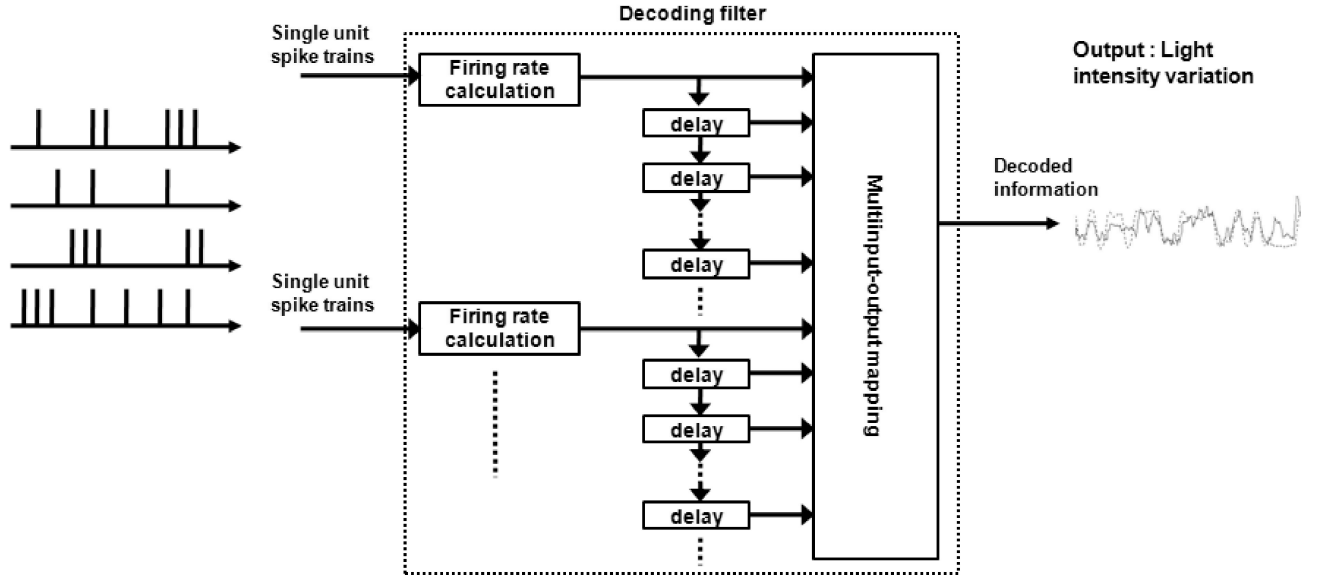 Decoding filter
Single unit
spike trains
Firing rate
calculation
delay
delay
delay
Single unit
spike trains
Firing rate
calculation
delay
delay
delay
Multiinput-output mapping
Output : Light
intensity variation
Decoded
information